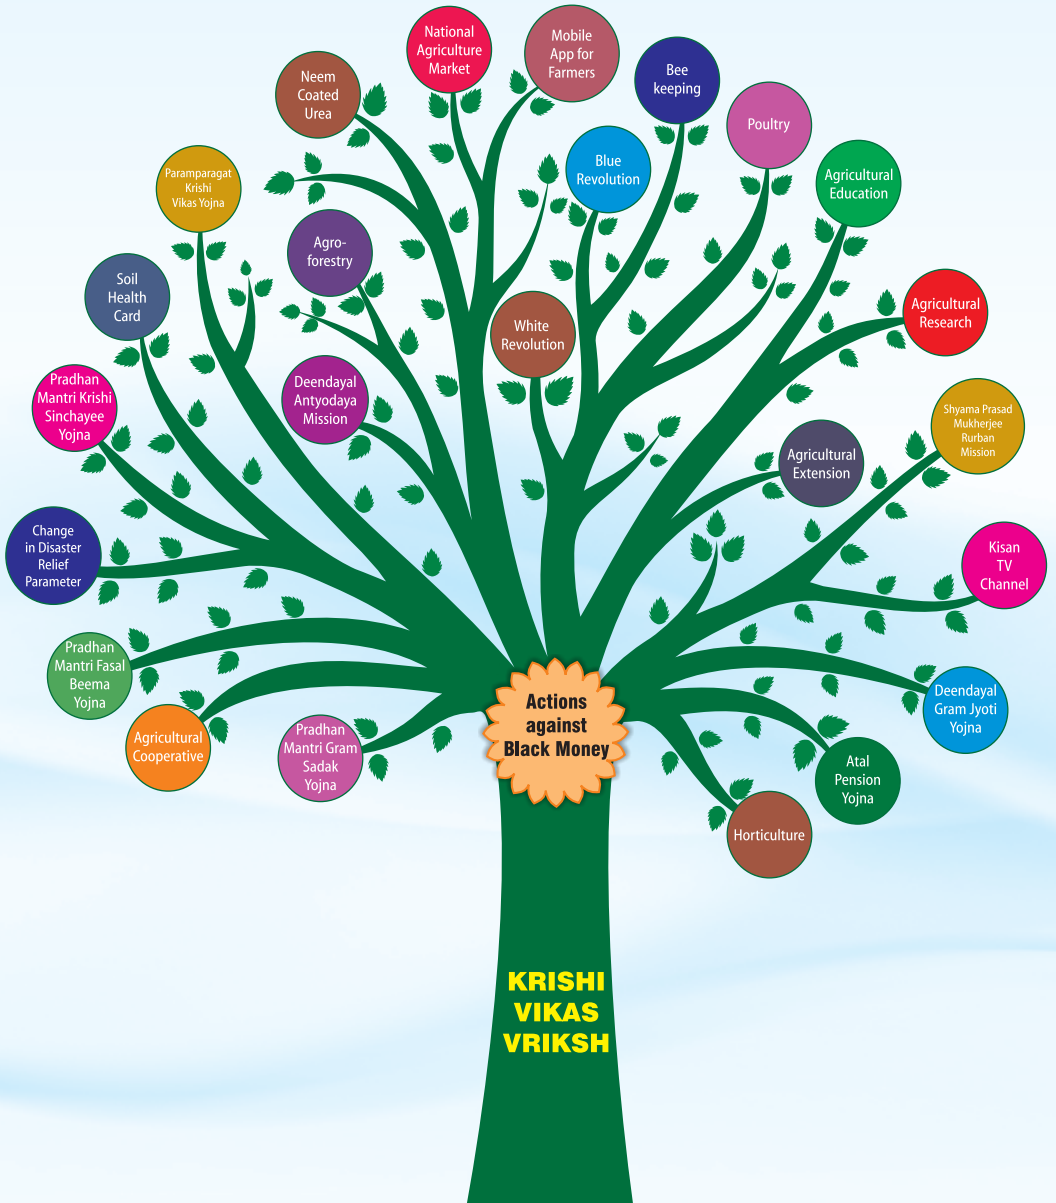 National
Agriculture
Market
Mobile
App for
Farmers
Neem
Coated
Urea
Bee
keeping
Poultry
Blue
Revolution
Agricultural
Education
Paramparagat
Krishi
Vikas Yojna
Agro-
forestry
Soil
Health
Card
White
Revolution
Agricultural
Research
Pradhan
Mantri Krishi
Sinchayee
Yojna
Deendayal
Antyodaya
Mission
Shyama Prasad
Mukherjee
Rurban
Mission
Agricultural
Extension
Change
in Disaster
Relief
Parameter
Kisan
TV
Channel
Pradhan
Mantri Fasal
Beema
Yojna
Deendayal
Gram Jyoti
Yojna
Agricultural
Cooperative
Pradhan
Mantri Gram
Sadak
Yojna
Actions
against
Black Money
Atal
Pension
Yojna
Horticulture
KRISHI
VIKAS
VRIKSH